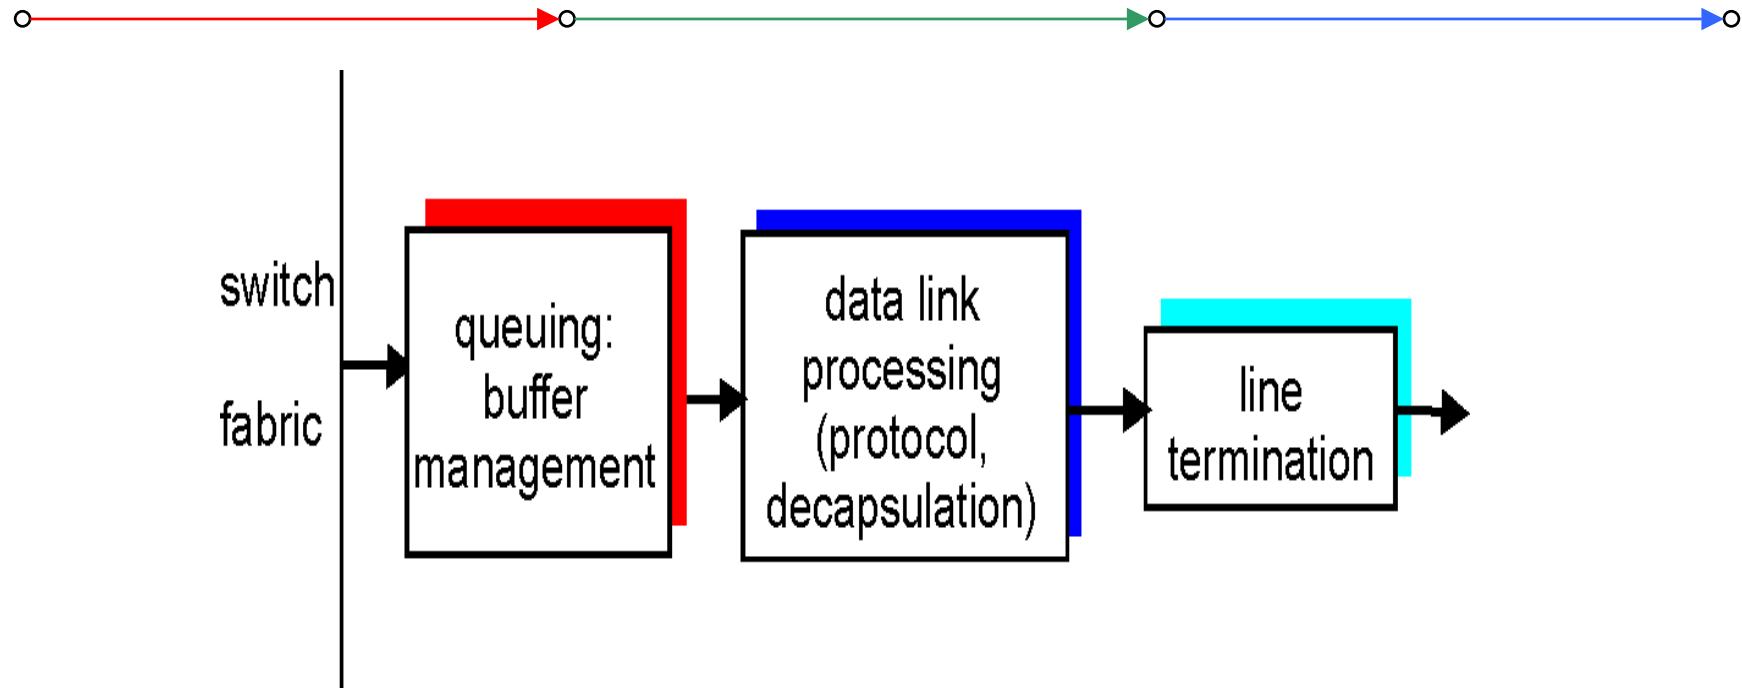 switch
fabric
queuing:
buffer
management
data link
processing
(protocol,
decapsulation)
line
termination